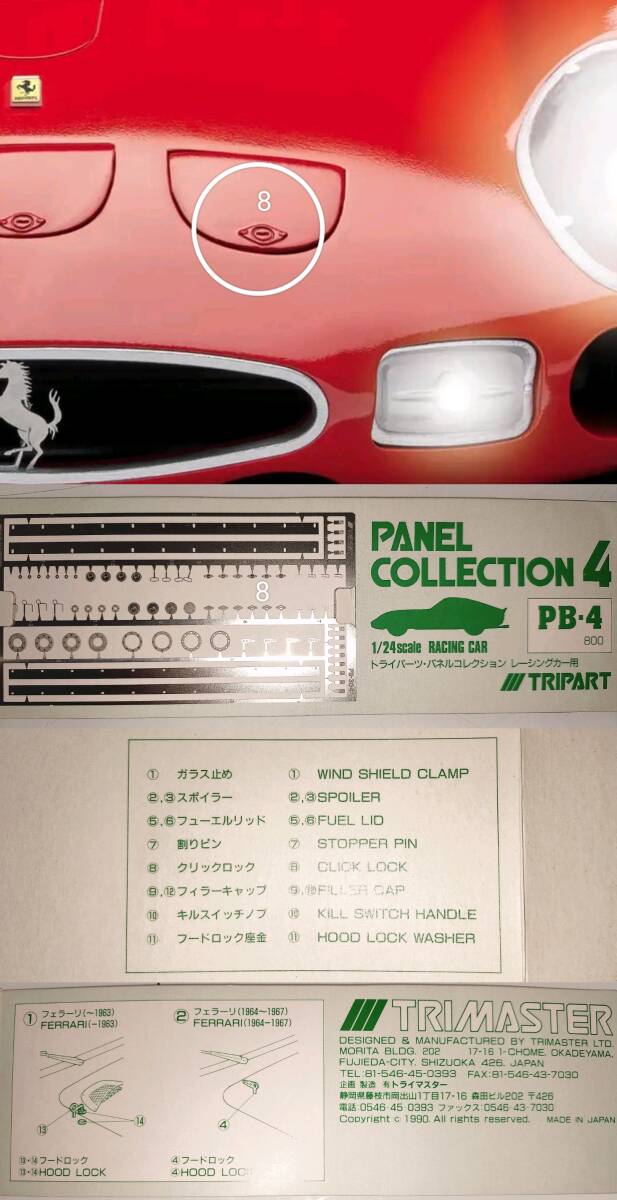 8
8
PANEL
COLLECTION 4
PB-4
800
1/24scale RACING CAR
トライパーツ・パネルコレクション レーシングカー用
TRIPART
① ガラス止め ① WIND SHIELD CLAMP
②,③スポイラー ②,③SPOILER
⑤,⑥フューエルリッド ⑤,⑥FUEL LID
⑦ 割りピン ⑦ STOPPER PIN
⑧ クリックロック ⑧ CLICK LOCK
⑨,⑫フィラーキャップ ⑨,⑫FILLER CAP
⑩ キルスイッチノブ ⑩ KILL SWITCH HANDLE
⑪ フードロック座金 ⑪ HOOD LOCK WASHER
① フェラーリ(~1963)
FERRARI(-1963)
② フェラーリ(1964~1967)
FERRARI(1964-1967)
⑬
⑭
④
⑬・⑭フードロック
⑬・⑭HOOD LOCK
④フードロック
④HOOD LOC
TRIMASTER
DESIGNED & MANUFACTURED BY TRIMASTER LTD.
MORITA BLDG. 202 17-16 1-CHOME. OKADEYAMA,
FUJIEDA-CITY. SHIZUOKA 426. JAPAN
TEL:81-546-45-0393 FAX:81-546-43-7030
企画 製造 有トライマスター
静岡県藤枝市岡出山1丁目17-16 森田ビル202 〒426
電話:0546-45-0393 ファックス:0546-43-7030
Copyright c 1990. All rights reserved. MADE IN JAPAN